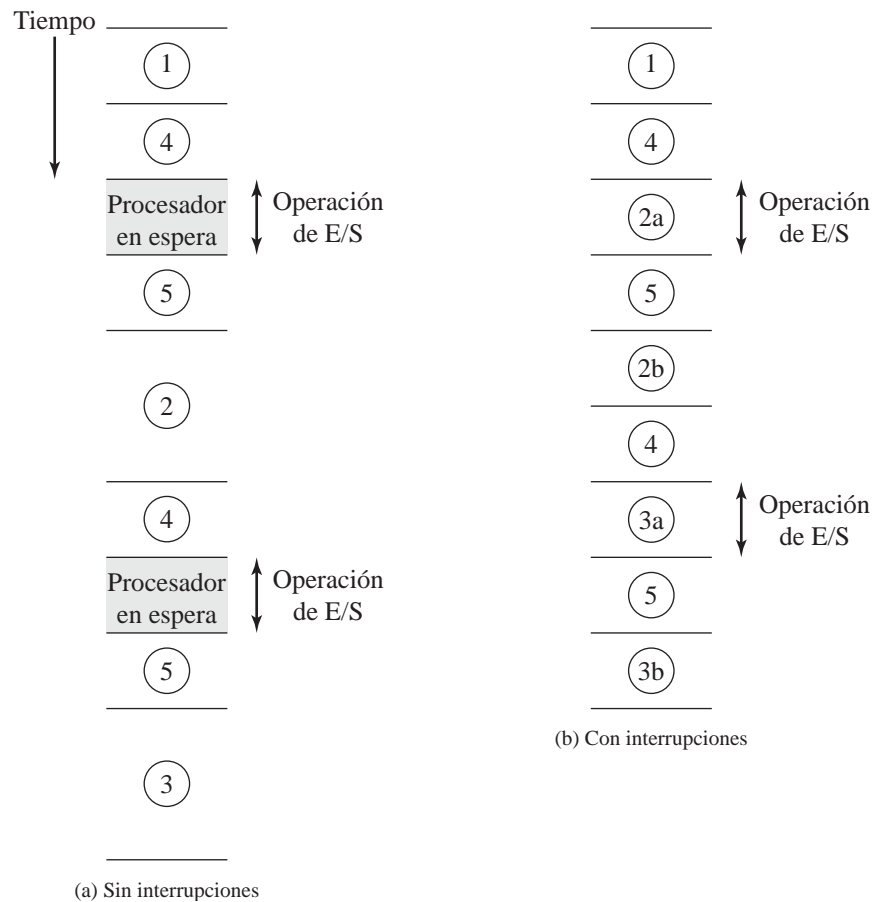 Tiempo
1
4
Procesador
en espera
Operación
de E/S
5
2
4
Procesador
en espera
Operación
de E/S
5
3
(a) Sin interrupciones
1
4
2a
Operación
de E/S
5
2b
4
3a
Operación
de E/S
5
3b
(b) Con interrupciones